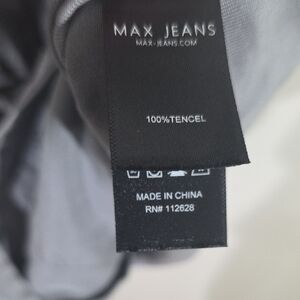 MAX JEANS
MAX-JEANS.COM
100%TENCEL
MADE IN CHINA
RN# 112628